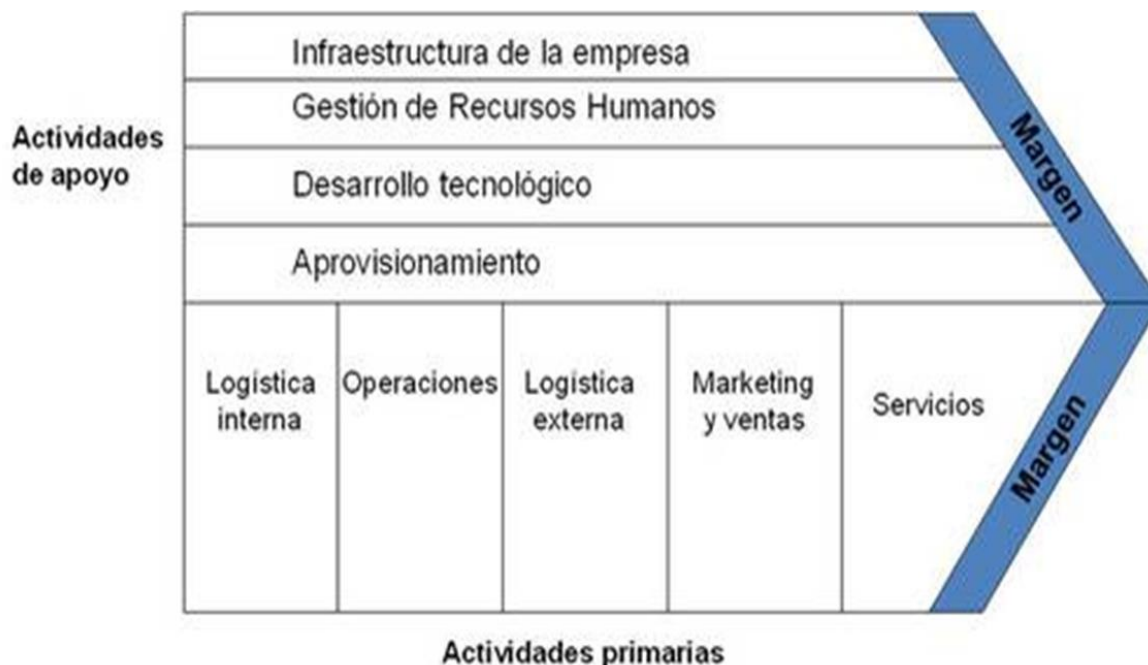 Infraestructura de la empresa
Gestión de Recursos Humanos
Actividades
de apoyo
Desarrollo tecnológico
Aprovisionamiento
Margen
Logística
interna
Operaciones
Logística
externa
Marketing
y ventas
Servicios
Margen
Actividades primarias